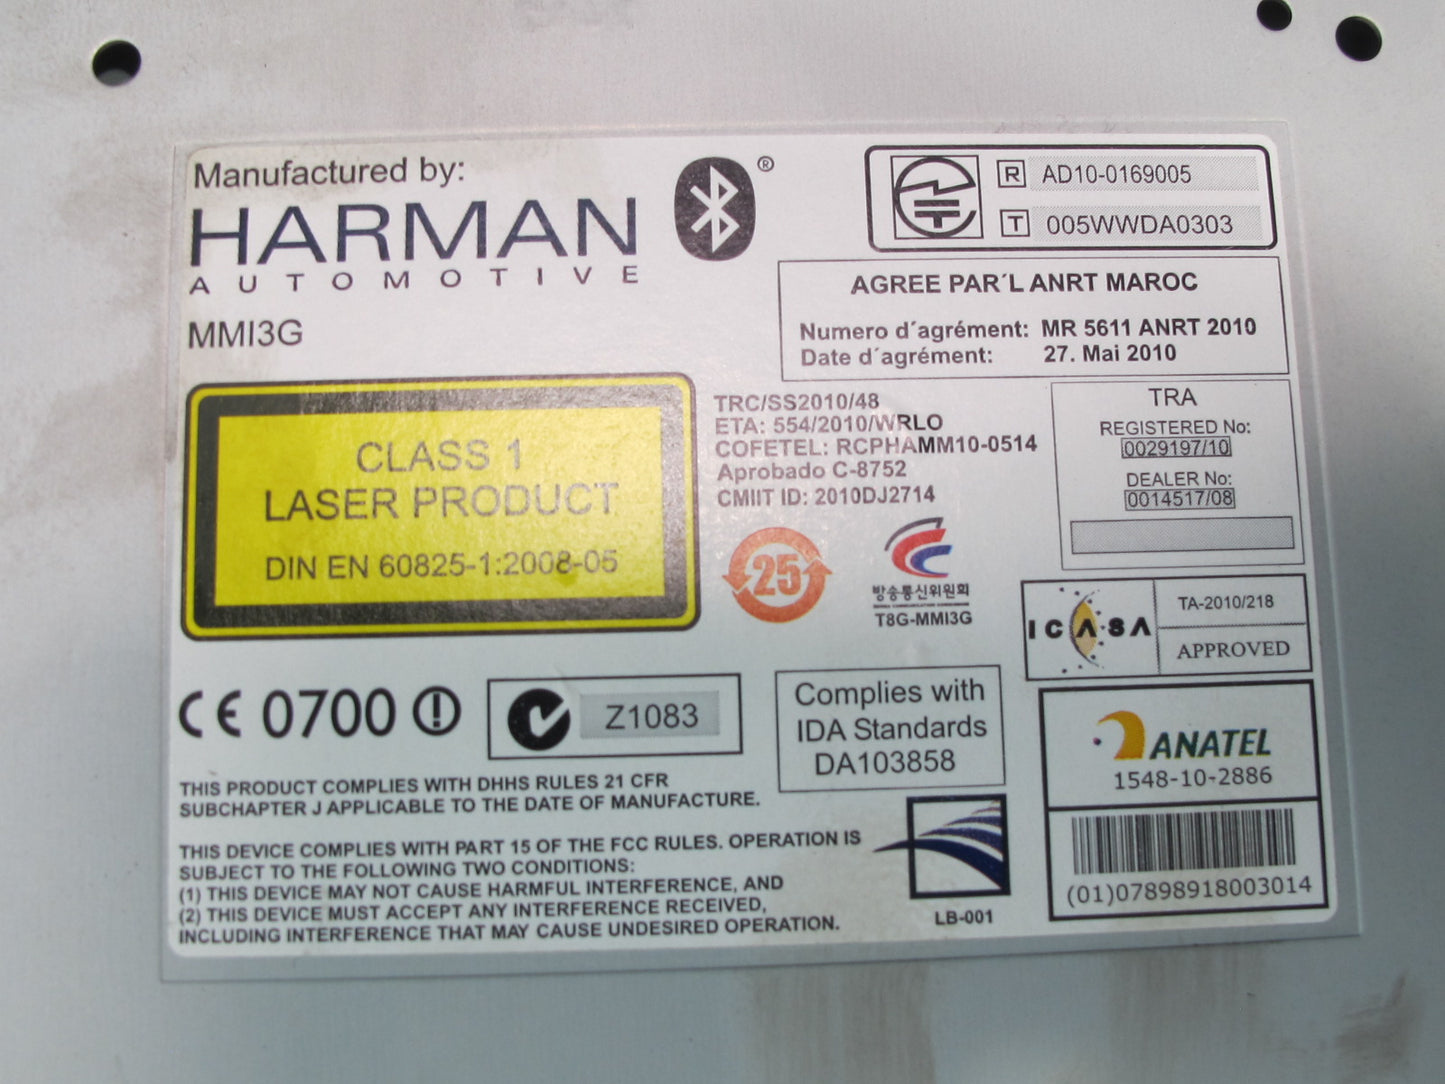 Manufactured by:
HARMAN
AUTOMOTIVE
MMI3G
®
R AD10-0169005
T 005WWDA0303
AGREE PAR´L ANRT MAROC
Numero d´agrément: MR 5611 ANRT 2010
Date d´agrément: 27. Mai 2010
CLASS 1
LASER PRODUCT
DIN EN 60825-1:2008-05
TRC/SS2010/48
ETA: 554/2010/WRLO
COFETEL: RCPHAMM10-0514
Aprobado C-8752
CMIIT ID: 2010DJ2714
TRA
REGISTERED No:
0029197/10
DEALER No:
0014517/08
25
방송통신위원회
T8G-MMI3G
ICASA
TA-2010/218
APPROVED
CE 0700
Z1083
Complies with
IDA Standards
DA103858
ANATEL
1548-10-2886
(01)07898918003014
THIS PRODUCT COMPLIES WITH DHHS RULES 21 CFR
SUBCHAPTER J APPLICABLE TO THE DATE OF MANUFACTURE.
THIS DEVICE COMPLIES WITH PART 15 OF THE FCC RULES. OPERATION IS
SUBJECT TO THE FOLLOWING TWO CONDITIONS:
(1) THIS DEVICE MAY NOT CAUSE HARMFUL INTERFERENCE, AND
(2) THIS DEVICE MUST ACCEPT ANY INTERFERENCE RECEIVED,
INCLUDING INTERFERENCE THAT MAY CAUSE UNDESIRED OPERATION.
LB-001